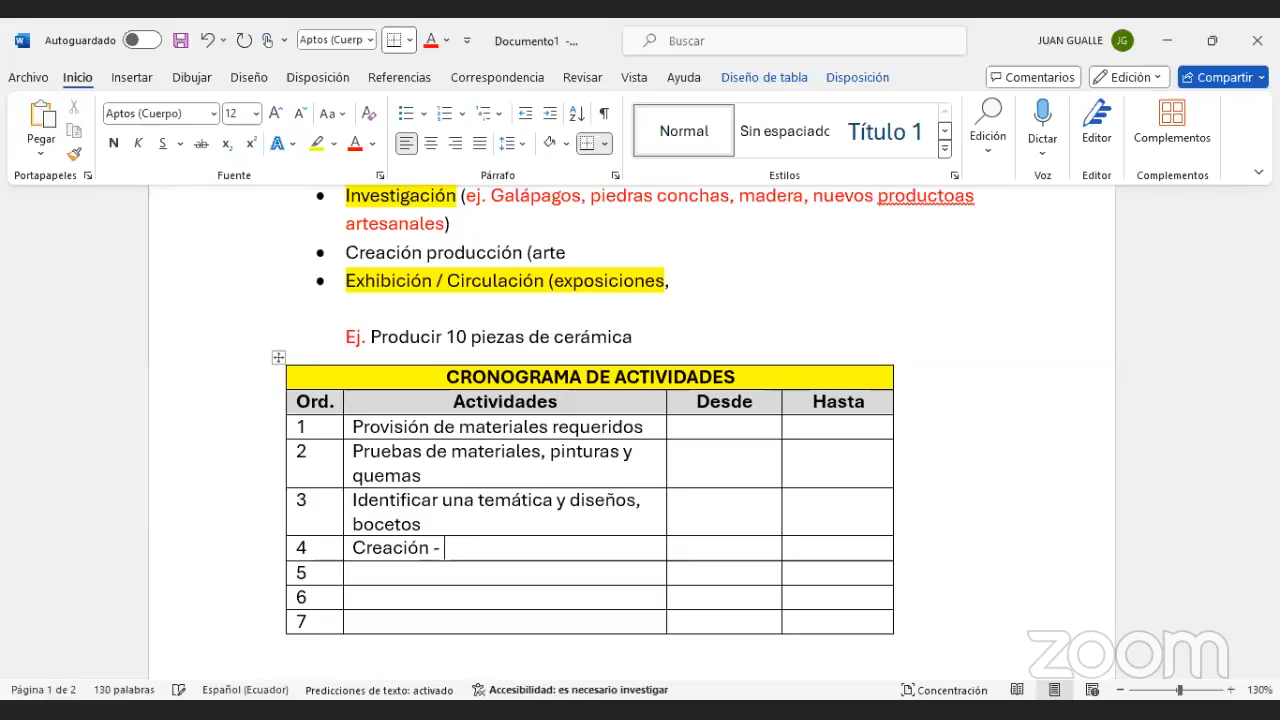 Autoguardado
Aptos (Cuerp
Documento1 -...
Buscar
JUAN GUALLE
JG
Archivo Inicio Insertar Dibujar Diseño Disposición Referencias Correspondencia Revisar Vista Ayuda Diseño de tabla Disposición
Comentarios Edición Compartir
Pegar
Aptos (Cuerpo) 12
N K S
Normal
Sin espaciado
Título 1
Edición
Dictar
Editor
Complementos
Portapapeles Fuente Párrafo Estilos Voz Editor Complementos
• Investigación (ej. Galápagos, piedras conchas, madera, nuevos productoas
artesanales)
• Creación producción (arte
• Exhibición / Circulación (exposiciones,
Ej. Producir 10 piezas de cerámica
CRONOGRAMA DE ACTIVIDADES
Ord. Actividades Desde Hasta
1 Provisión de materiales requeridos
2 Pruebas de materiales, pinturas y
quemas
3 Identificar una temática y diseños,
bocetos
4 Creación -
5
6
7
zoom
Página 1 de 2 130 palabras Español (Ecuador) Predicciones de texto: activado Accesibilidad: es necesario investigar Concentración 130%